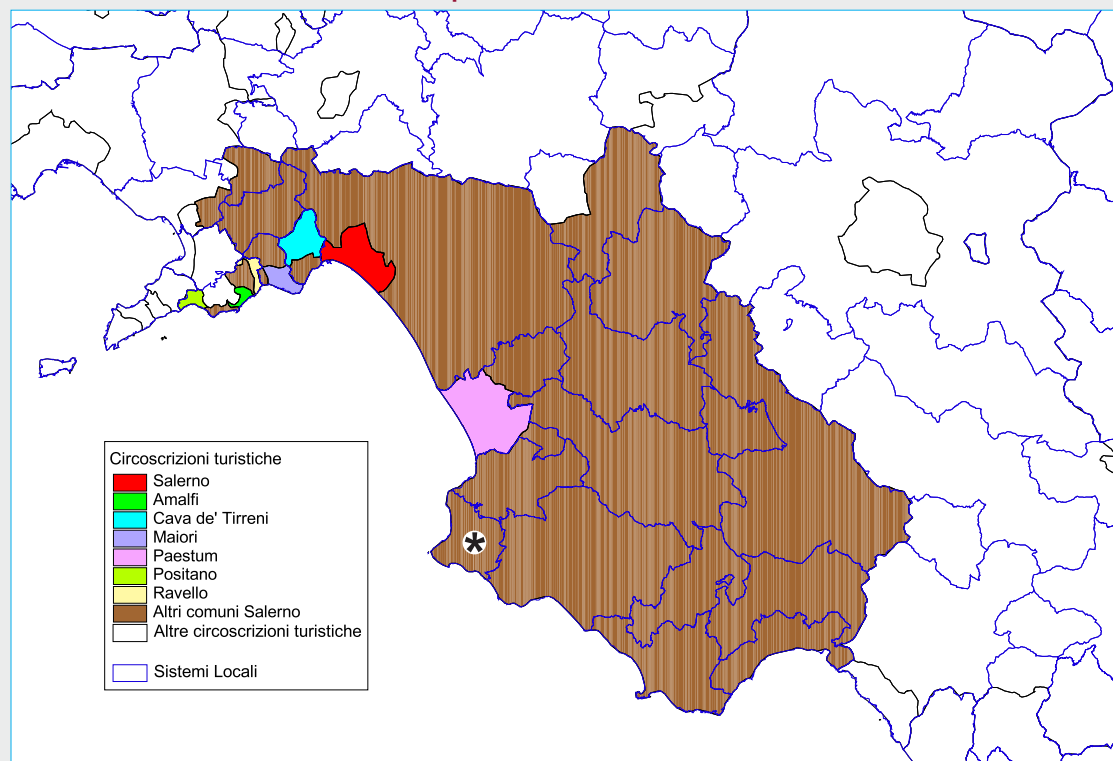 Circoscrizioni turistiche
Salerno
Amalfi
Cava de' Tirreni
Maiori
Paestum
Positano
Ravello
Altri comuni Salerno
Altre circoscrizioni turistiche
Sistemi Locali
*